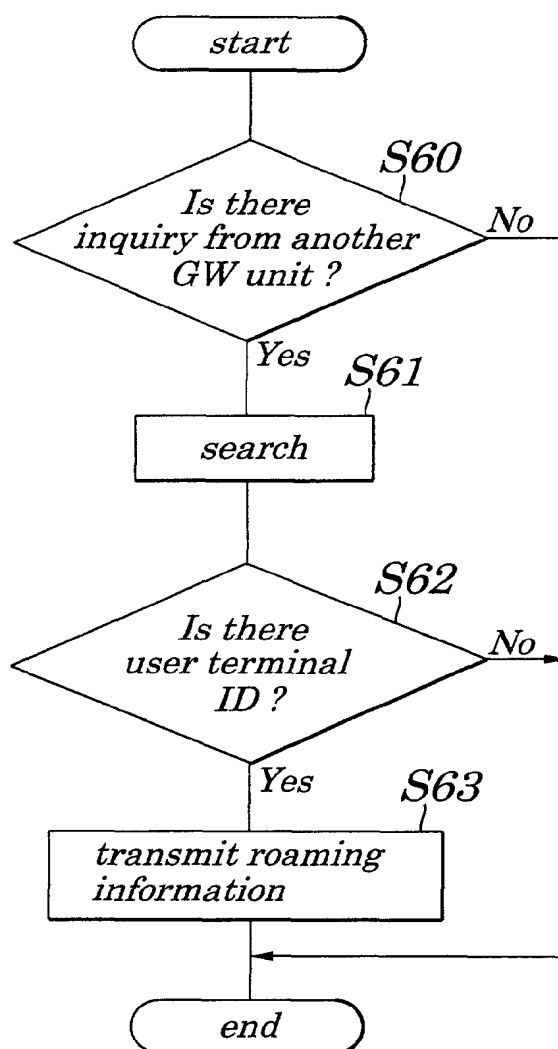 start
S60
Is there
inquiry from another
GW unit ?
No
Yes
S61
search
S62
Is there
user terminal
ID ?
No
Yes
S63
transmit roaming
information
end